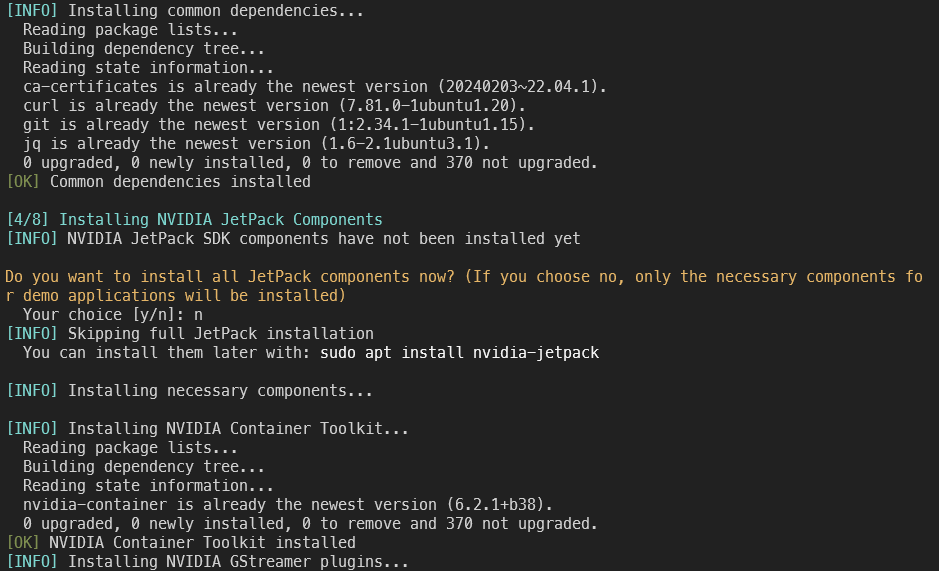 [INFO] Installing common dependencies...
Reading package lists...
Building dependency tree...
Reading state information...
ca-certificates is already the newest version (20240203~22.04.1).
curl is already the newest version (7.81.0-1ubuntu1.20).
git is already the newest version (1:2.34.1-1ubuntu1.15).
jq is already the newest version (1.6-2.1ubuntu3.1).
0 upgraded, 0 newly installed, 0 to remove and 370 not upgraded.
[OK] Common dependencies installed
[4/8] Installing NVIDIA JetPack Components
[INFO] NVIDIA JetPack SDK components have not been installed yet
Do you want to install all JetPack components now? (If you choose no, only the necessary components fo
r demo applications will be installed)
Your choice [y/n]: n
[INFO] Skipping full JetPack installation
You can install them later with: sudo apt install nvidia-jetpack
[INFO] Installing necessary components...
[INFO] Installing NVIDIA Container Toolkit...
Reading package lists...
Building dependency tree...
Reading state information...
nvidia-container is already the newest version (6.2.1+b38).
0 upgraded, 0 newly installed, 0 to remove and 370 not upgraded.
[OK] NVIDIA Container Toolkit installed
[INFO] Installing NVIDIA GStreamer plugins...